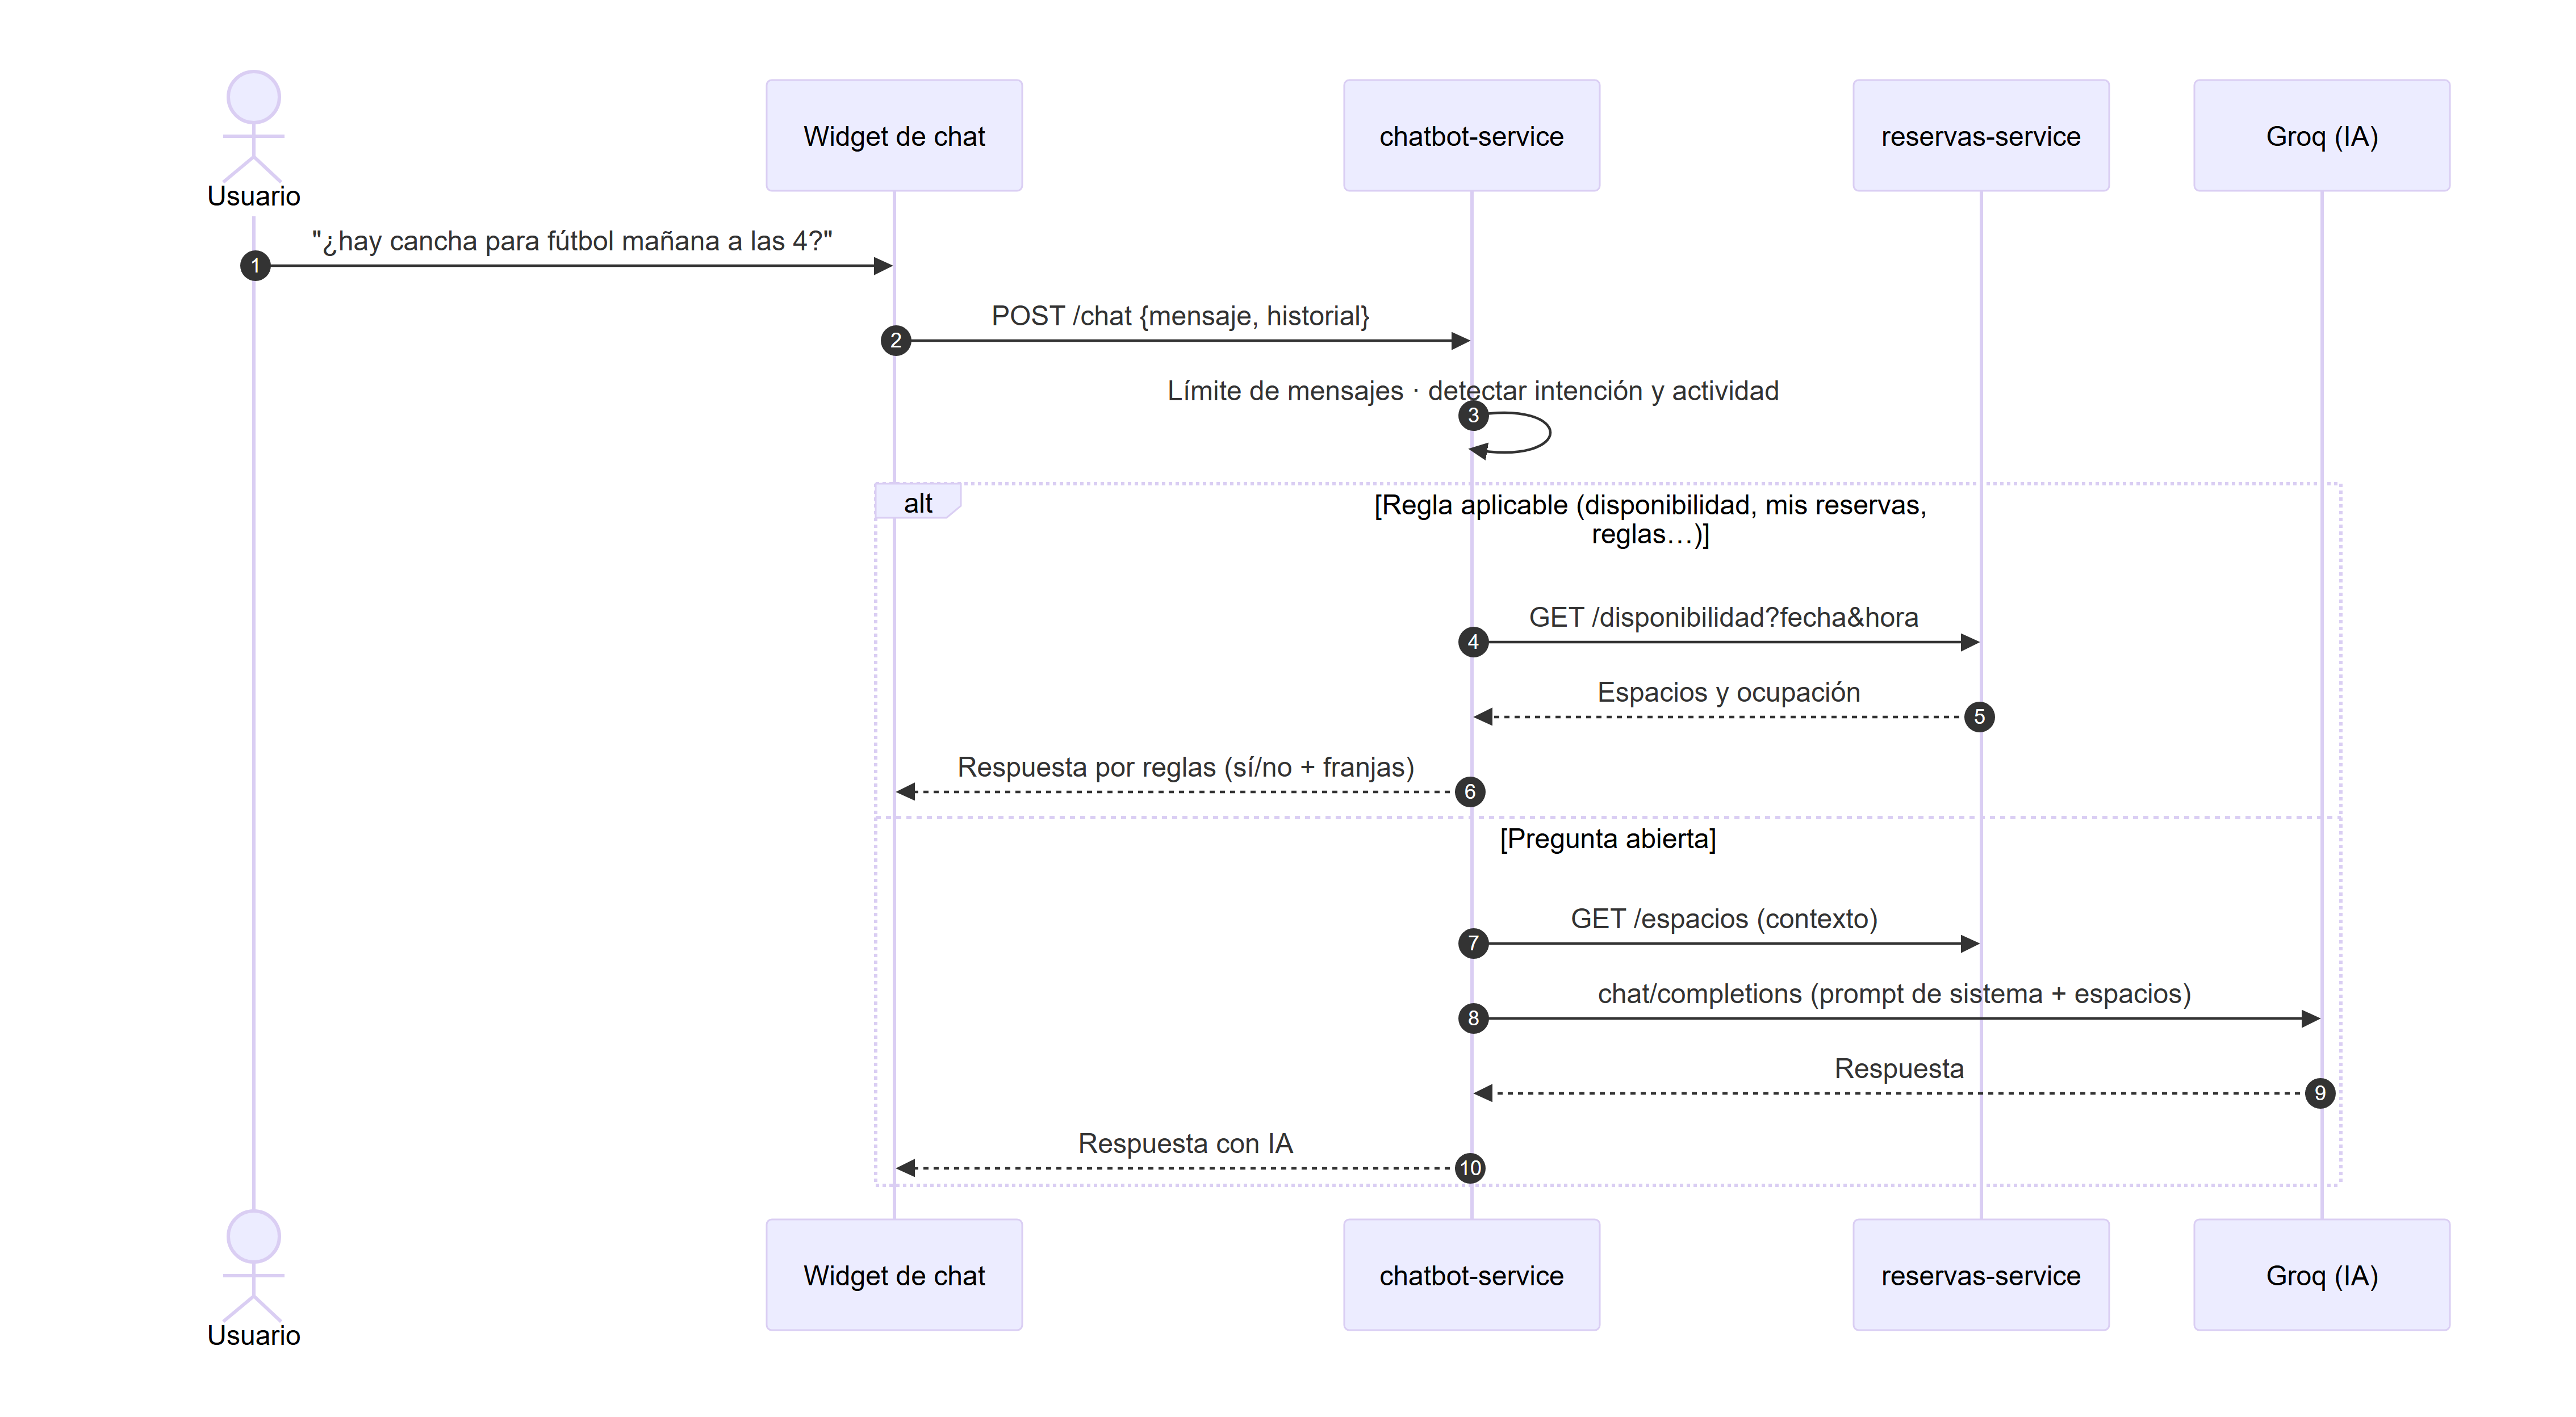 Usuario
Widget de chat
chatbot-service
reservas-service
Groq (IA)
"¿hay cancha para fútbol mañana a las 4?"
1
POST /chat {mensaje, historial}
2
Límite de mensajes · detectar intención y actividad
3
alt
[Regla aplicable (disponibilidad, mis reservas,
reglas…)]
GET /disponibilidad?fecha&hora
4
Espacios y ocupación
5
Respuesta por reglas (sí/no + franjas)
6
[Pregunta abierta]
GET /espacios (contexto)
7
chat/completions (prompt de sistema + espacios)
8
Respuesta
9
Respuesta con IA
10
Usuario
Widget de chat
chatbot-service
reservas-service
Groq (IA)